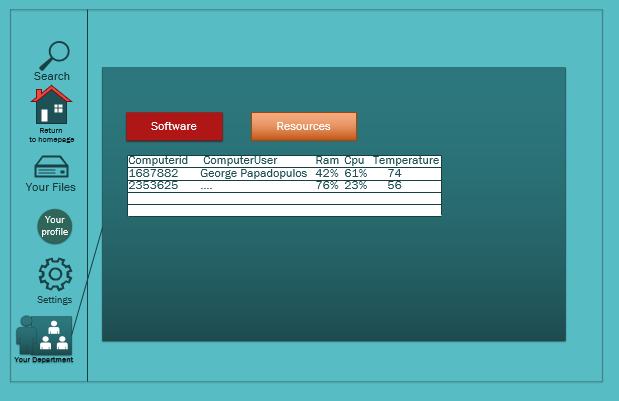 Search
Return
to homepage
Your Files
Your
profile
Settings
Your Department
Software
Resources
Computerid ComputerUser Ram Cpu Temperature
1687882 George Papadopulos 42% 61% 74
2353625 .... 76% 23% 56